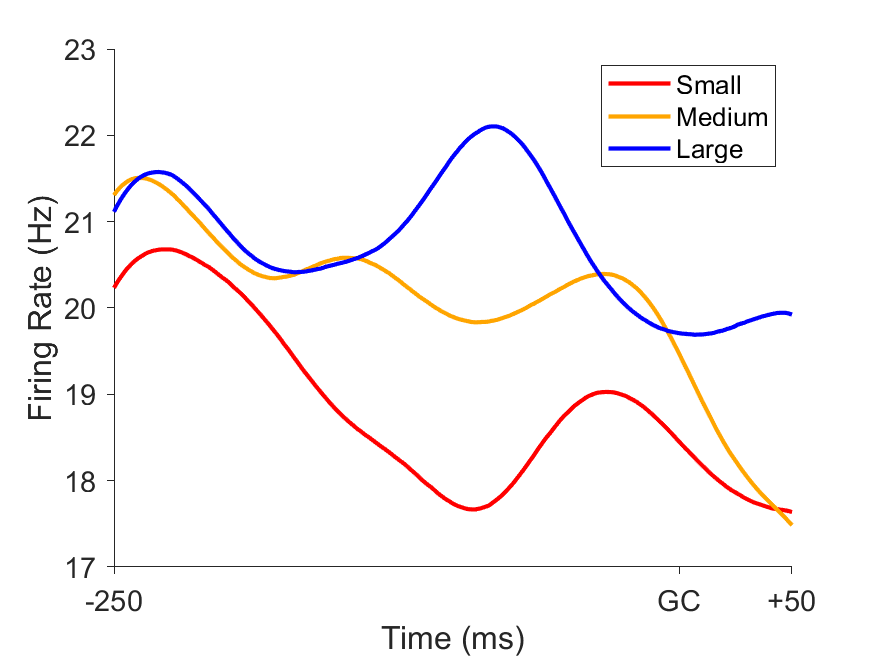 23
22
21
20
19
18
17
Firing Rate (Hz)
Small
Medium
Large
-250
GC
+50
Time (ms)